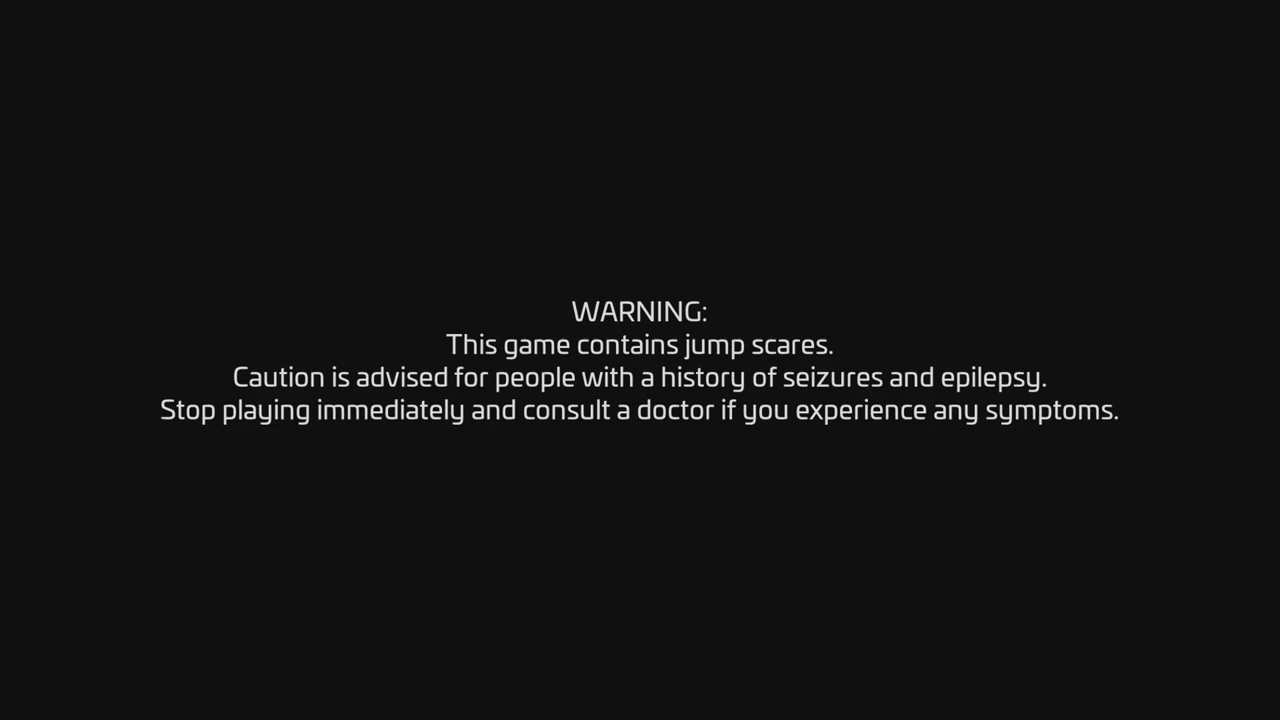 WARNING:
This game contains jump scares.
Caution is advised for people with a history of seizures and epilepsy.
Stop playing immediately and consult a doctor if you experience any symptoms.